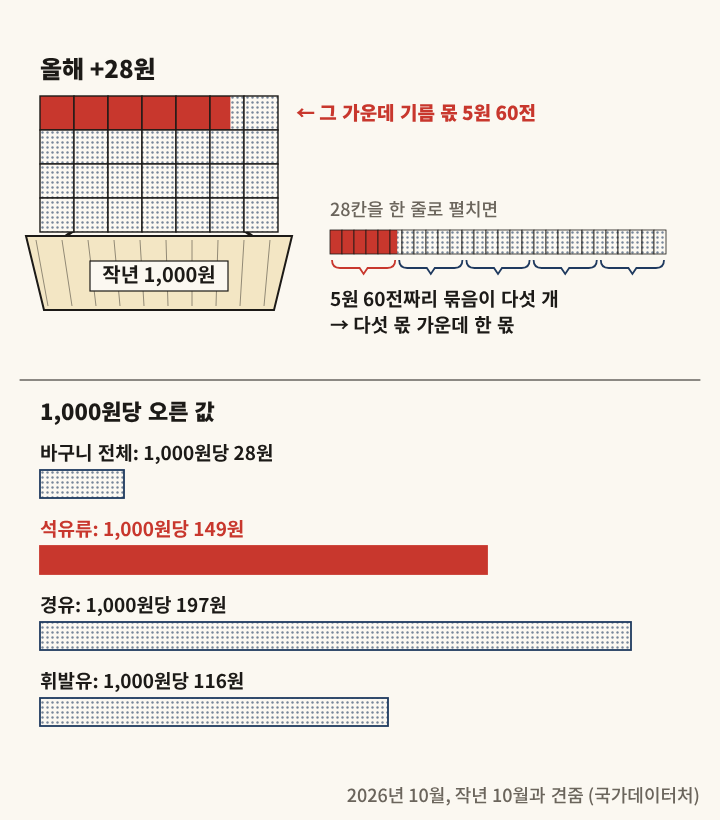 올해 +28원
← 그 가운데 기름 몫 5원 60전
작년 1,000원
28칸을 한 줄로 펼치면
5원 60전짜리 묶음이 다섯 개
→ 다섯 몫 가운데 한 몫
1,000원당 오른 값
바구니 전체: 1,000원당 28원
석유류: 1,000원당 149원
경유: 1,000원당 197원
휘발유: 1,000원당 116원
2026년 10월, 작년 10월과 견줌 (국가데이터처)